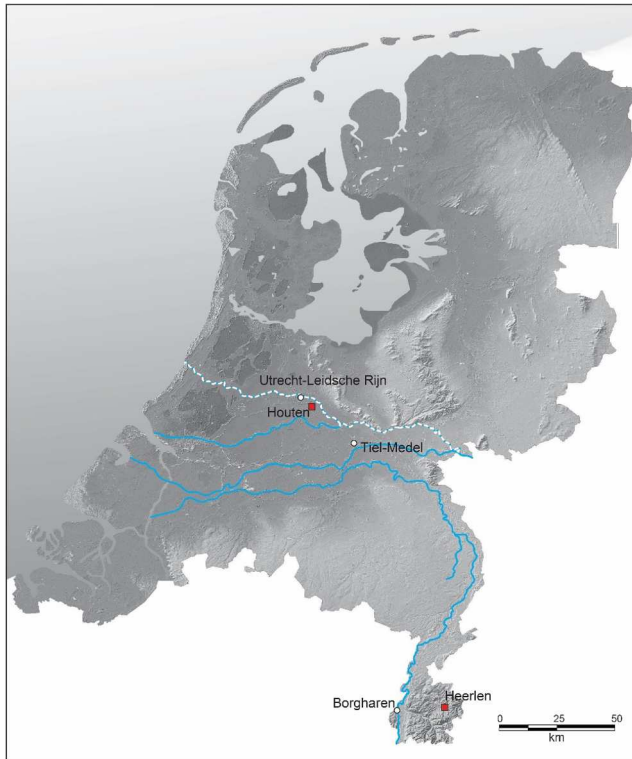 Utrecht-Leidsche Rijn
Houten
Tiel-Medel
Borgharen
Heerlen
0 25 50
km